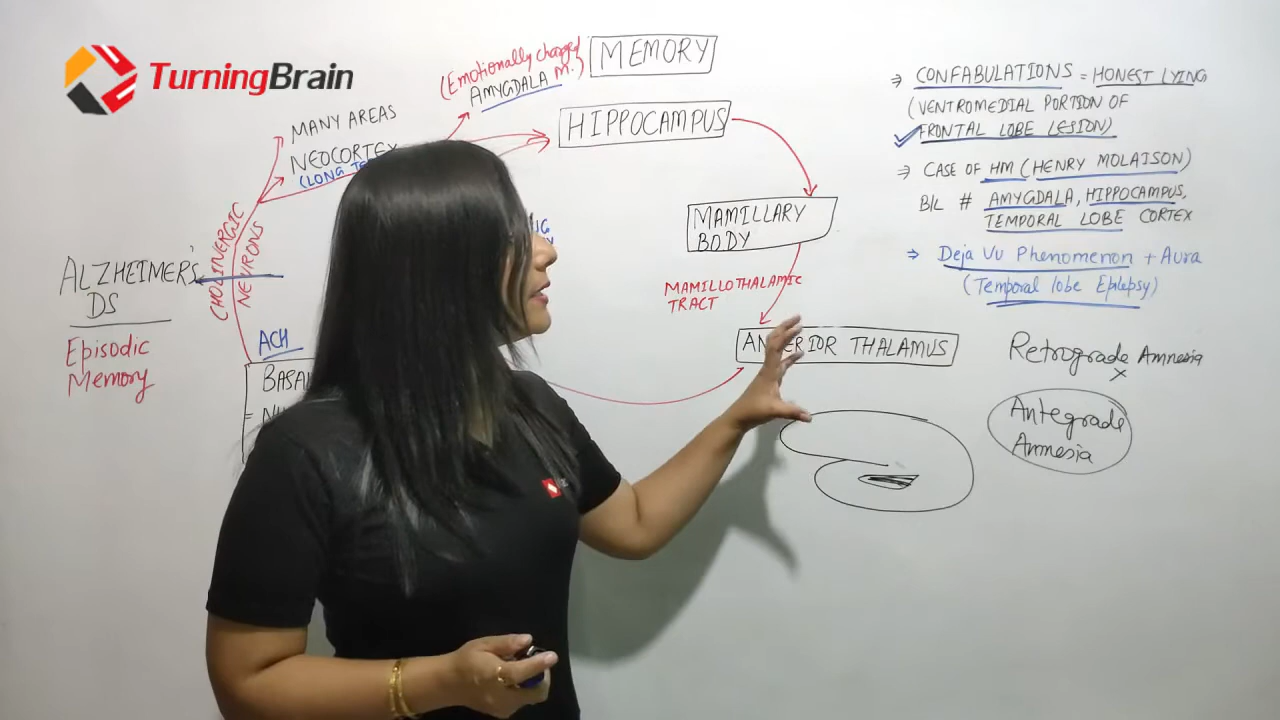 TurningBrain
(Emotionally charged
AMYGDALA M.)
MEMORY
MANY AREAS
NEOCORTEX
(LONG
HIPPOCAMPUS
MAMILLARY
BODY
MAMILLOTHALAMIC
TRACT
THALAMUS
CHOLINERGIC
NEURONS
ALZHEIMER'S
DS
Episodic
Memory
ACH
⇒ CONFABULATIONS = HONEST LYING
(VENTROMEDIAL PORTION OF
✓ FRONTAL LOBE LESION)
⇒ CASE OF HM (HENRY MOLAISON)
B/L # AMYGDALA, HIPPOCAMPUS,
TEMPORAL LOBE CORTEX
⇒ Deja Vu Phenomenon + Aura
(Temporal lobe Epilepsy)
Retrograde Amnesia
x
Antegrade
Amnesia